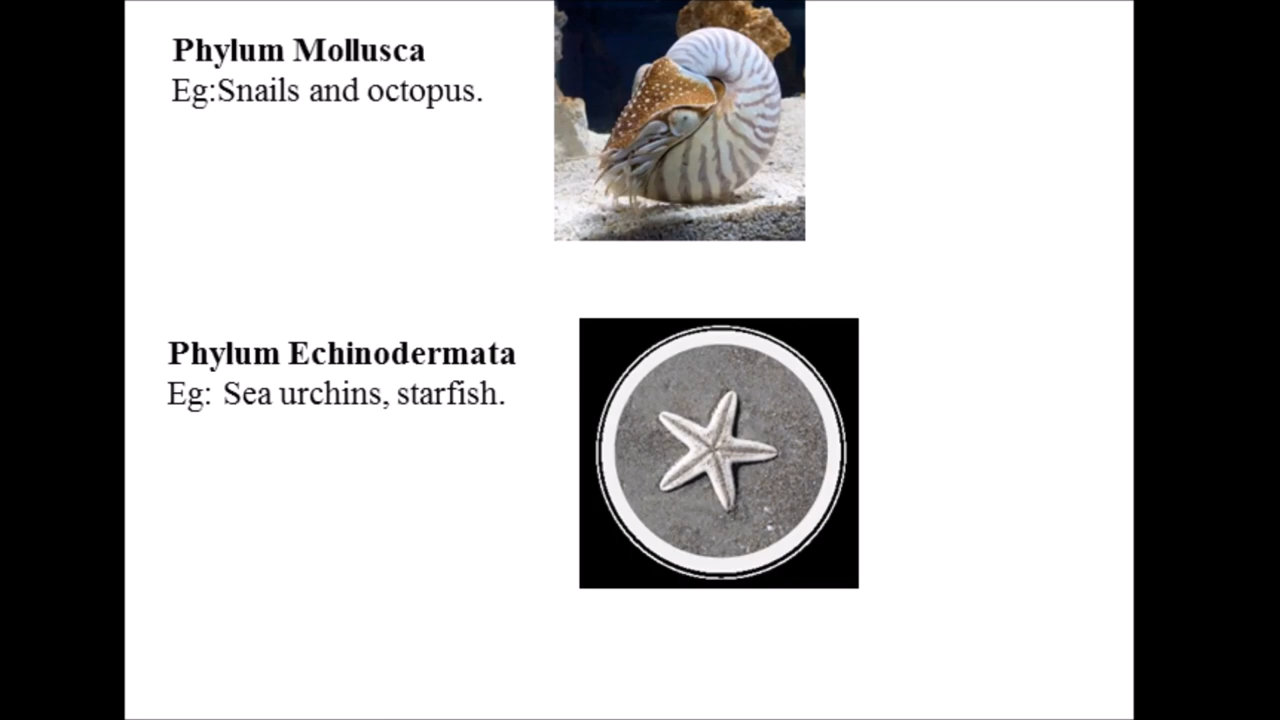 Phylum Mollusca
Eg:Snails and octopus.
Phylum Echinodermata
Eg: Sea urchins, starfish.